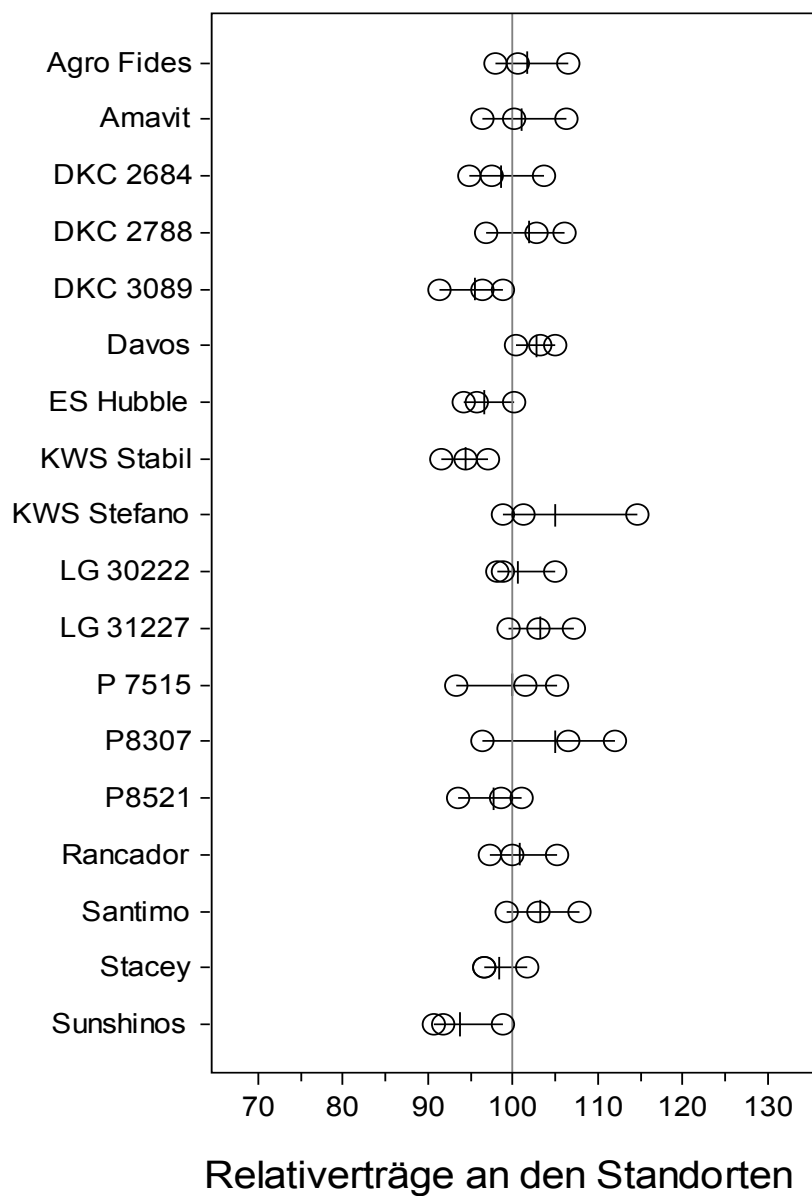 Agro Fides
Amavit
DKC 2684
DKC 2788
DKC 3089
Davos
ES Hubble
KWS Stabil
KWS Stefano
LG 30222
LG 31227
P 7515
P8307
P8521
Rancador
Santimo
Stacey
Sunshinos
70 80 90 100 110 120 130
Relativerträge an den Standorten